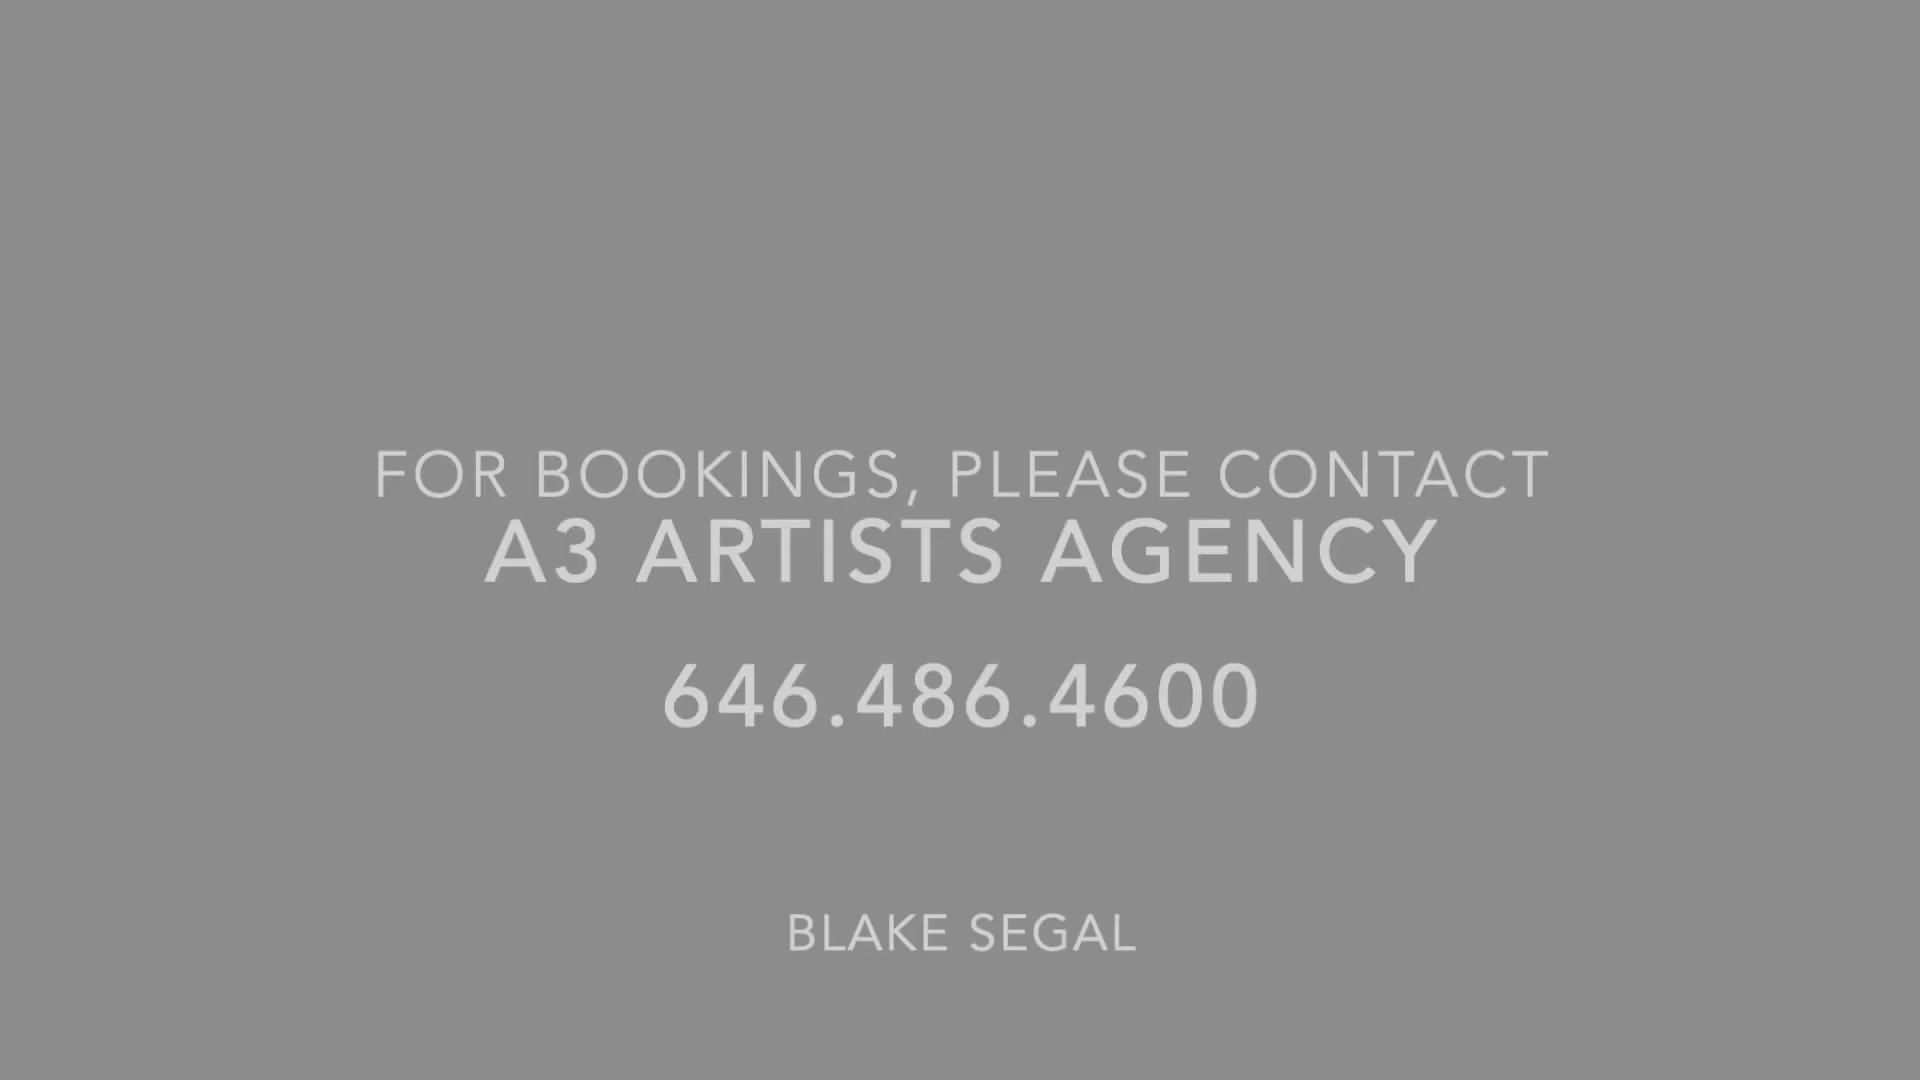 FOR BOOKINGS, PLEASE CONTACT
A3 ARTISTS AGENCY
646.486.4600
BLAKE SEGAL